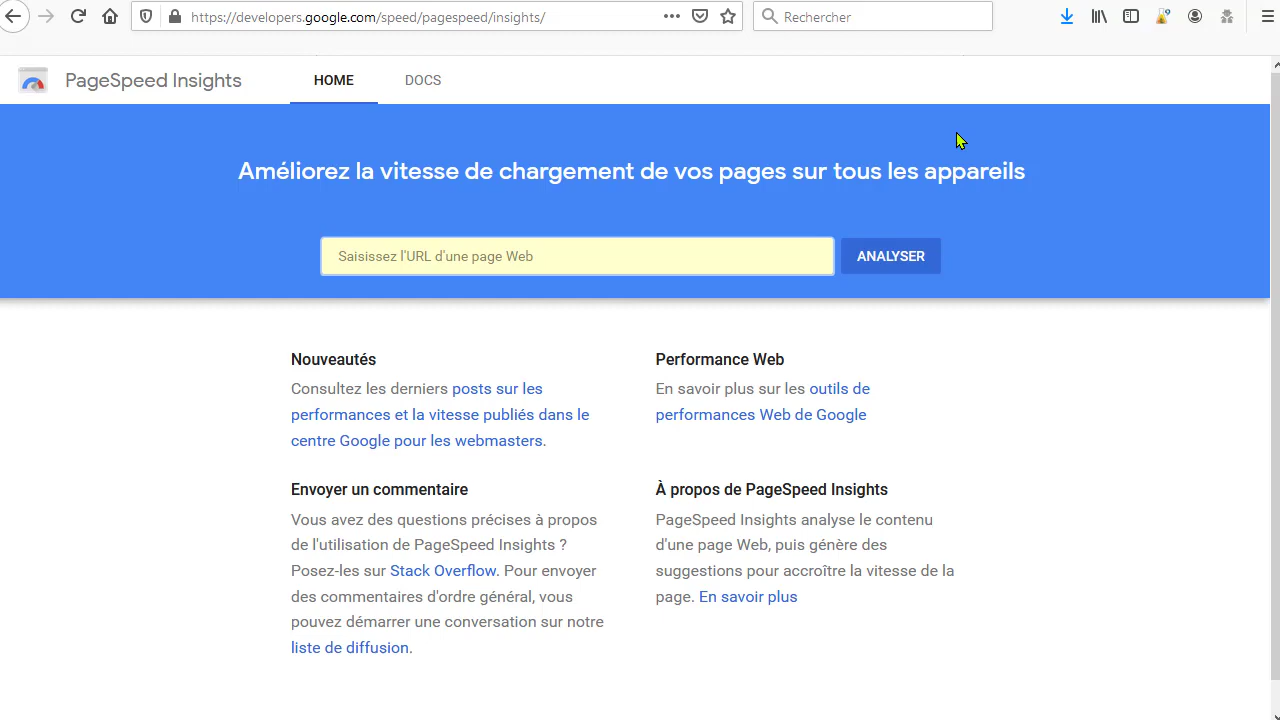 https://developers.google.com/speed/pagespeed/insights/
Rechercher
PageSpeed Insights
HOME
DOCS
Améliorez la vitesse de chargement de vos pages sur tous les appareils
Saisissez l'URL d'une page Web
ANALYSER
Nouveautés
Consultez les derniers posts sur les
performances et la vitesse publiés dans le
centre Google pour les webmasters.
Performance Web
En savoir plus sur les outils de
performances Web de Google
Envoyer un commentaire
Vous avez des questions précises à propos
de l'utilisation de PageSpeed Insights ?
Posez-les sur Stack Overflow. Pour envoyer
des commentaires d'ordre général, vous
pouvez démarrer une conversation sur notre
liste de diffusion.
À propos de PageSpeed Insights
PageSpeed Insights analyse le contenu
d'une page Web, puis génère des
suggestions pour accroître la vitesse de la
page. En savoir plus